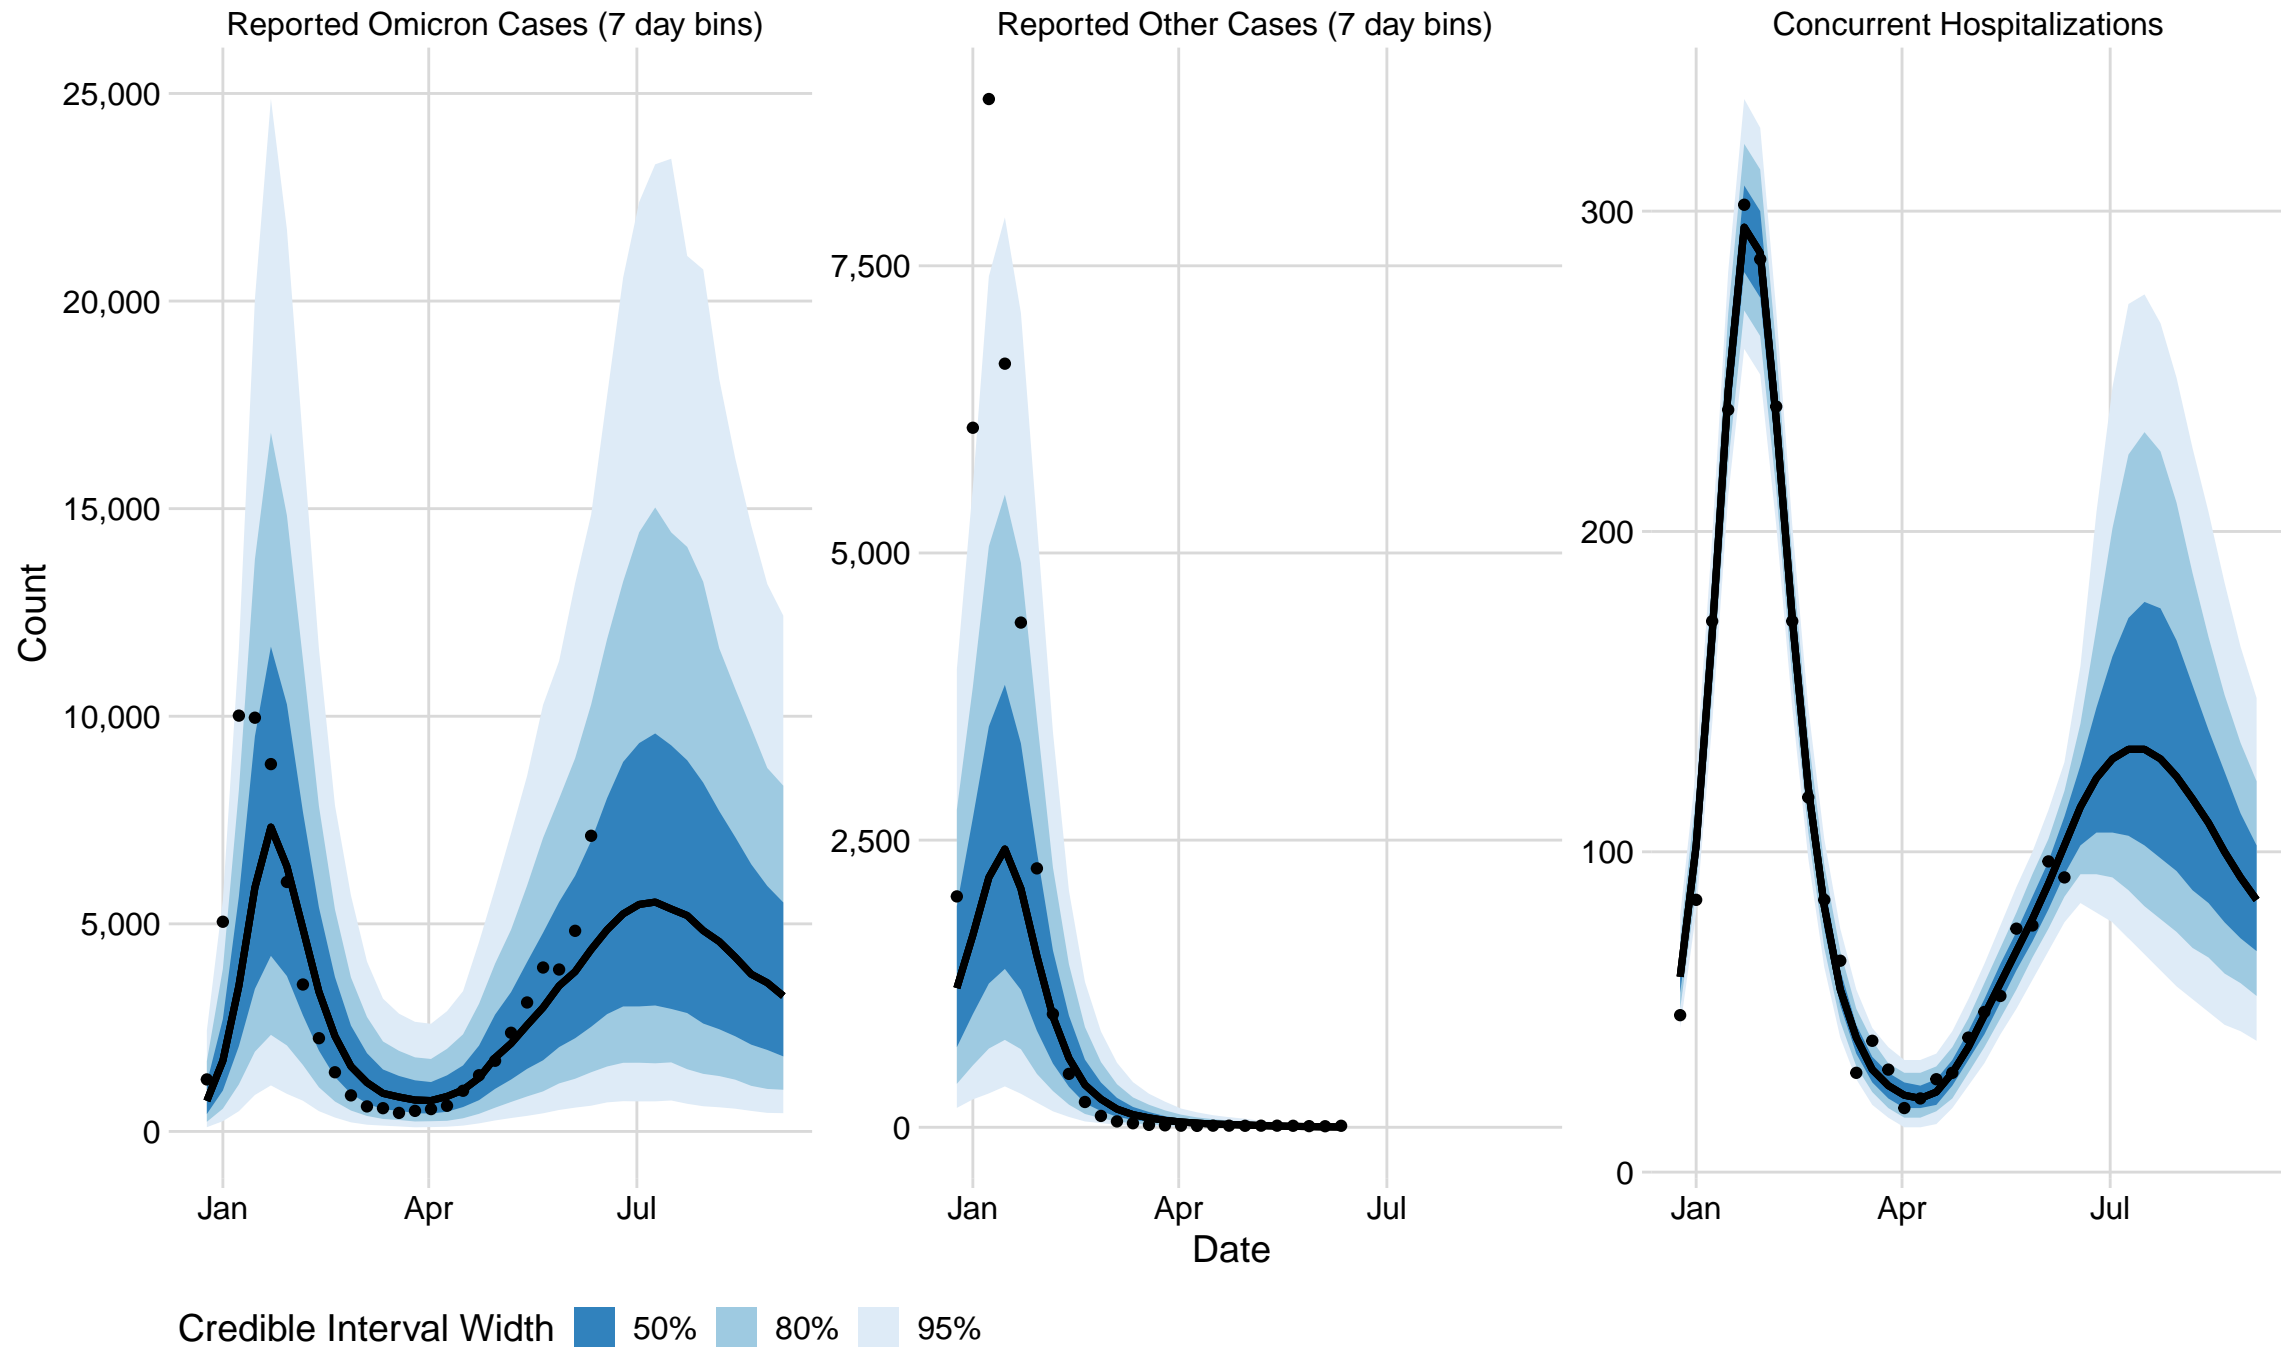 Reported Omicron Cases (7 day bins)
Reported Other Cases (7 day bins)
Concurrent Hospitalizations
Count
25,000
20,000
15,000
10,000
5,000
0
Jan
Apr
Jul
7,500
5,000
2,500
0
Jan
Apr
Jul
300
200
100
0
Jan
Apr
Jul
Date
Credible Interval Width 50% 80% 95%